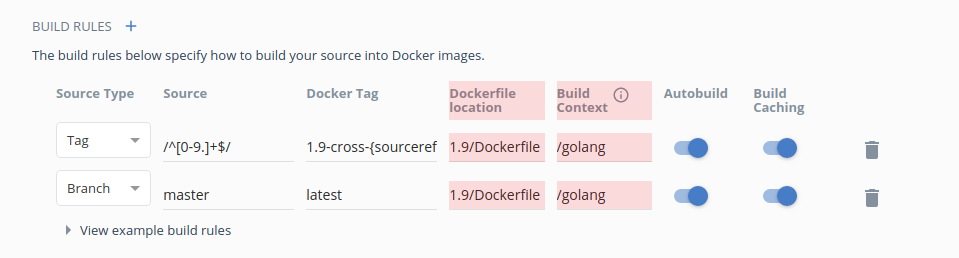 BUILD RULES +
The build rules below specify how to build your source into Docker images.
Source Type Source Docker Tag Dockerfile location Build Context Autobuild Build Caching
Tag /^[0-9.]+$/ 1.9-cross-{sourceref 1.9/Dockerfile /golang
Branch master latest 1.9/Dockerfile /golang
View example build rules